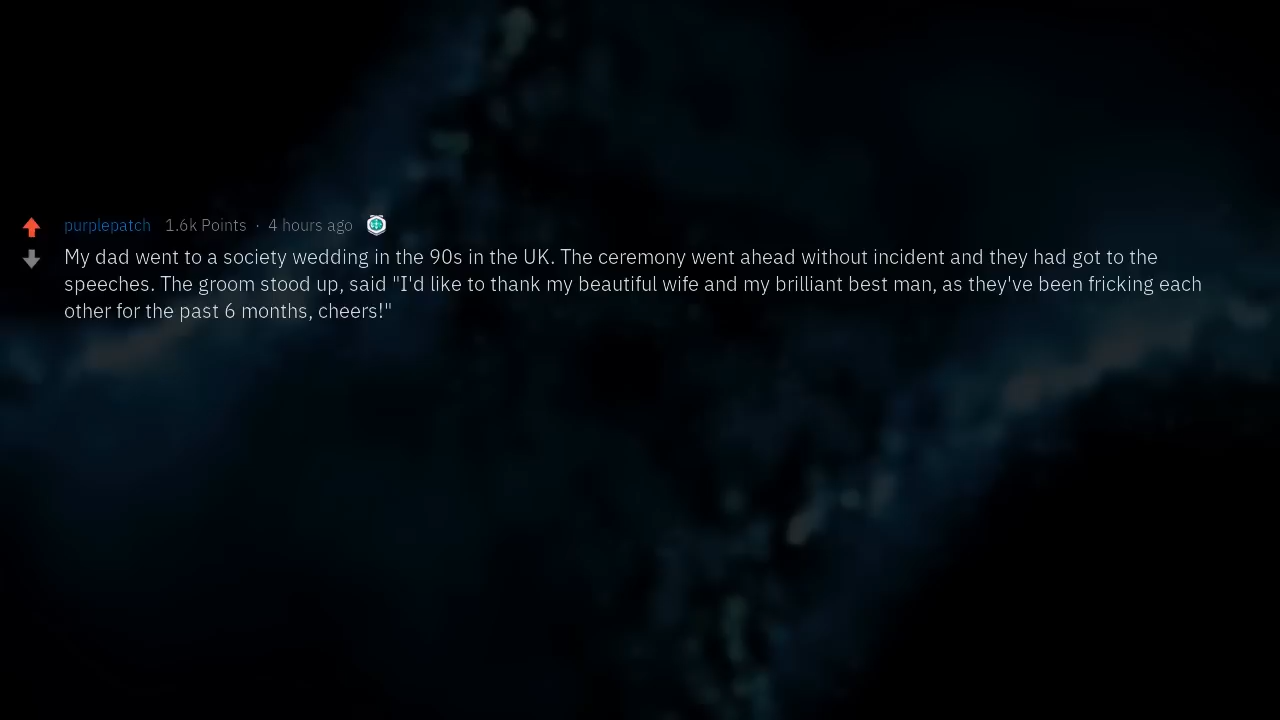 purplepatch 1.6k Points · 4 hours ago
My dad went to a society wedding in the 90s in the UK. The ceremony went ahead without incident and they had got to the
speeches. The groom stood up, said "I'd like to thank my beautiful wife and my brilliant best man, as they've been fricking each
other for the past 6 months, cheers!"